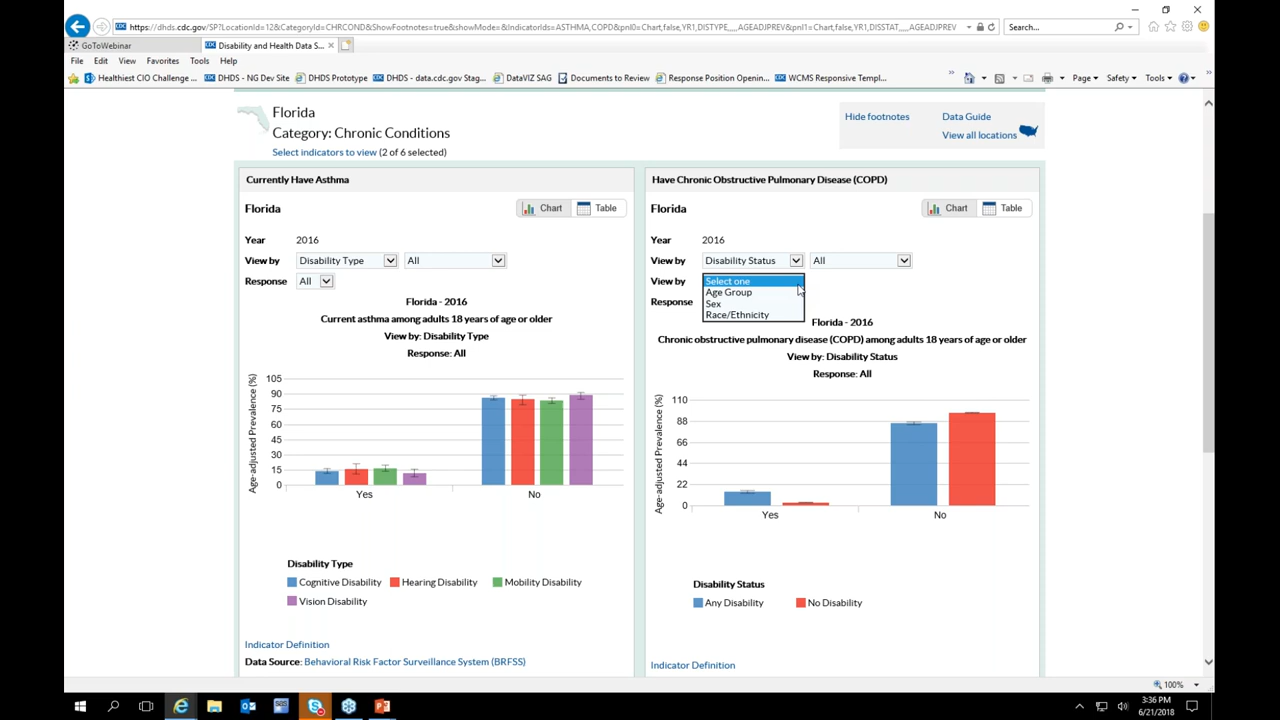 https://dhds.cdc.gov/SP?LocationId=12&CategoryId=CHRCOND&ShowFootnotes=true&showMode=&IndicatorIds=ASTHMA,COPD&pnl0=Chart,false,YR1,DISTYPE,,,,,AGEADJPREV&pnl1=Chart,false,YR1,DISSTAT,,,,,AGEADJPREV
Search...
GoToWebinar
Disability and Health Data S...
File Edit View Favorites Tools Help
Healthiest CIO Challenge ... DHDS - NG Dev Site DHDS Prototype DHDS - data.cdc.gov Stag... DataVIZ SAG Documents to Review Response Position Openin... WCMS Responsive Templ...
Page Safety Tools
Florida
Category: Chronic Conditions
Select indicators to view (2 of 6 selected)
Hide footnotes Data Guide
View all locations
Currently Have Asthma
Florida
Chart Table
Year 2016
View by Disability Type All
Response All
Florida - 2016
Current asthma among adults 18 years of age or older
View by: Disability Type
Response: All
Age-adjusted Prevalence (%)
105
90
75
60
45
30
15
0
Yes No
Disability Type
Cognitive Disability Hearing Disability Mobility Disability
Vision Disability
Indicator Definition
Data Source: Behavioral Risk Factor Surveillance System (BRFSS)
Have Chronic Obstructive Pulmonary Disease (COPD)
Florida
Chart Table
Year 2016
View by Disability Status All
View by Select one
Age Group
Sex
Race/Ethnicity
Response
Florida - 2016
Chronic obstructive pulmonary disease (COPD) among adults 18 years of age or older
View by: Disability Status
Response: All
Age-adjusted Prevalence (%)
110
88
66
44
22
0
Yes No
Disability Status
Any Disability No Disability
Indicator Definition
100%
3:36 PM
6/21/2018